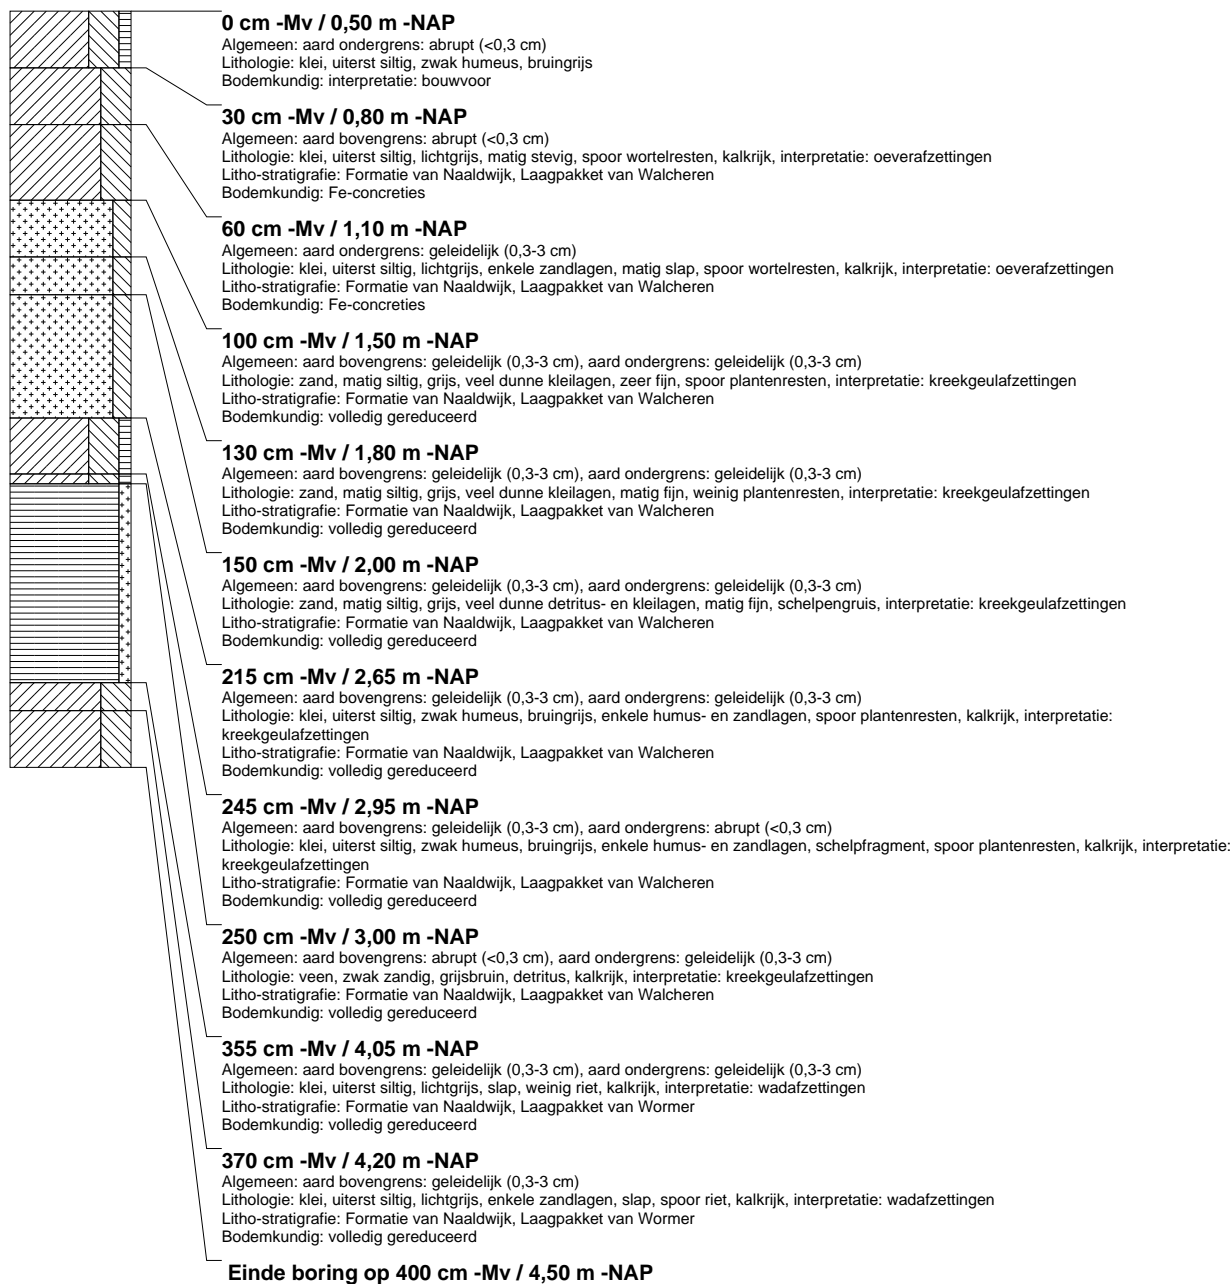 0 cm -Mv / 0,50 m -NAP
Algemeen: aard ondergrens: abrupt (<0,3 cm)
Lithologie: klei, uiterst siltig, zwak humeus, bruingrijs
Bodemkundig: interpretatie: bouwvoor
30 cm -Mv / 0,80 m -NAP
Algemeen: aard bovengrens: abrupt (<0,3 cm)
Lithologie: klei, uiterst siltig, lichtgrijs, matig stevig, spoor wortelresten, kalkrijk, interpretatie: oeverafzettingen
Litho-stratigrafie: Formatie van Naaldwijk, Laagpakket van Walcheren
Bodemkundig: Fe-concreties
60 cm -Mv / 1,10 m -NAP
Algemeen: aard ondergrens: geleidelijk (0,3-3 cm)
Lithologie: klei, uiterst siltig, lichtgrijs, enkele zandlagen, matig slap, spoor wortelresten, kalkrijk, interpretatie: oeverafzettingen
Litho-stratigrafie: Formatie van Naaldwijk, Laagpakket van Walcheren
Bodemkundig: Fe-concreties
100 cm -Mv / 1,50 m -NAP
Algemeen: aard bovengrens: geleidelijk (0,3-3 cm), aard ondergrens: geleidelijk (0,3-3 cm)
Lithologie: zand, matig siltig, grijs, veel dunne kleilagen, zeer fijn, spoor plantenresten, interpretatie: kreekgeulafzettingen
Litho-stratigrafie: Formatie van Naaldwijk, Laagpakket van Walcheren
Bodemkundig: volledig gereduceerd
130 cm -Mv / 1,80 m -NAP
Algemeen: aard bovengrens: geleidelijk (0,3-3 cm), aard ondergrens: geleidelijk (0,3-3 cm)
Lithologie: zand, matig siltig, grijs, veel dunne kleilagen, matig fijn, weinig plantenresten, interpretatie: kreekgeulafzettingen
Litho-stratigrafie: Formatie van Naaldwijk, Laagpakket van Walcheren
Bodemkundig: volledig gereduceerd
150 cm -Mv / 2,00 m -NAP
Algemeen: aard bovengrens: geleidelijk (0,3-3 cm), aard ondergrens: geleidelijk (0,3-3 cm)
Lithologie: zand, matig siltig, grijs, veel dunne detritus- en kleilagen, matig fijn, schelpengruis, interpretatie: kreekgeulafzettingen
Litho-stratigrafie: Formatie van Naaldwijk, Laagpakket van Walcheren
Bodemkundig: volledig gereduceerd
215 cm -Mv / 2,65 m -NAP
Algemeen: aard bovengrens: geleidelijk (0,3-3 cm), aard ondergrens: geleidelijk (0,3-3 cm)
Lithologie: klei, uiterst siltig, zwak humeus, bruingrijs, enkele humus- en zandlagen, spoor plantenresten, kalkrijk, interpretatie:
kreekgeulafzettingen
Litho-stratigrafie: Formatie van Naaldwijk, Laagpakket van Walcheren
Bodemkundig: volledig gereduceerd
245 cm -Mv / 2,95 m -NAP
Algemeen: aard bovengrens: geleidelijk (0,3-3 cm), aard ondergrens: abrupt (<0,3 cm)
Lithologie: klei, uiterst siltig, zwak humeus, bruingrijs, enkele humus- en zandlagen, schelpfragment, spoor plantenresten, kalkrijk, interpretatie:
kreekgeulafzettingen
Litho-stratigrafie: Formatie van Naaldwijk, Laagpakket van Walcheren
Bodemkundig: volledig gereduceerd
250 cm -Mv / 3,00 m -NAP
Algemeen: aard bovengrens: abrupt (<0,3 cm), aard ondergrens: geleidelijk (0,3-3 cm)
Lithologie: veen, zwak zandig, grijsbruin, detritus, kalkrijk, interpretatie: kreekgeulafzettingen
Litho-stratigrafie: Formatie van Naaldwijk, Laagpakket van Walcheren
Bodemkundig: volledig gereduceerd
355 cm -Mv / 4,05 m -NAP
Algemeen: aard bovengrens: geleidelijk (0,3-3 cm), aard ondergrens: geleidelijk (0,3-3 cm)
Lithologie: klei, uiterst siltig, lichtgrijs, slap, weinig riet, kalkrijk, interpretatie: wadafzettingen
Litho-stratigrafie: Formatie van Naaldwijk, Laagpakket van Wormer
Bodemkundig: volledig gereduceerd
370 cm -Mv / 4,20 m -NAP
Algemeen: aard bovengrens: geleidelijk (0,3-3 cm)
Lithologie: klei, uiterst siltig, lichtgrijs, enkele zandlagen, slap, spoor riet, kalkrijk, interpretatie: wadafzettingen
Litho-stratigrafie: Formatie van Naaldwijk, Laagpakket van Wormer
Bodemkundig: volledig gereduceerd
Einde boring op 400 cm -Mv / 4,50 m -NAP